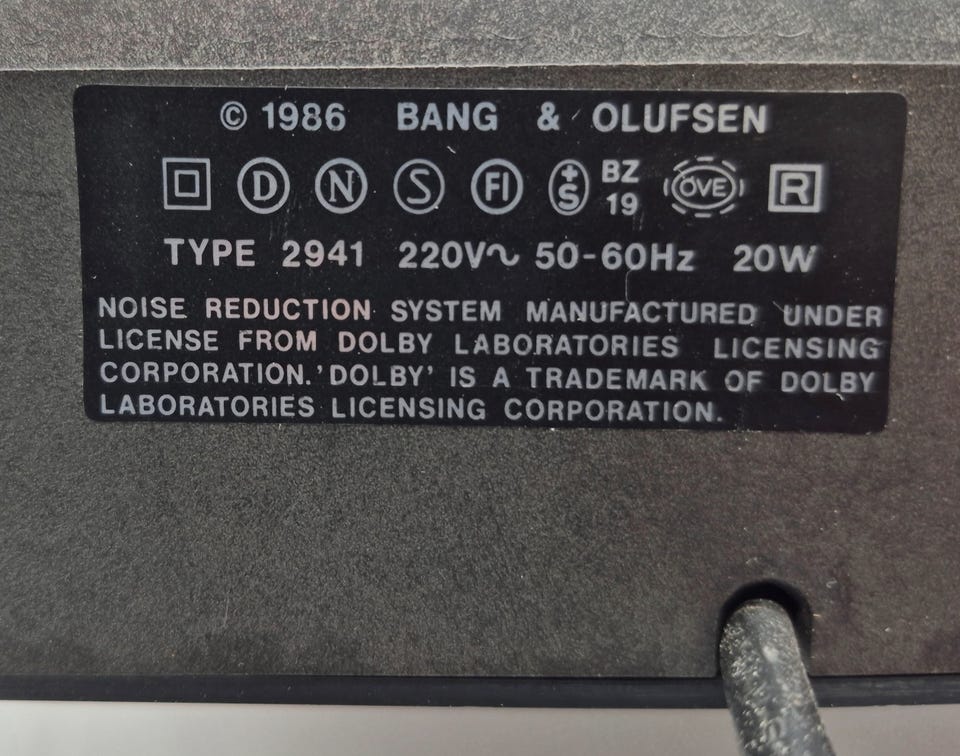 © 1986 BANG & OLUFSEN
D N S FI +S BZ 19 ÖVE R
TYPE 2941 220V~ 50-60Hz 20W
NOISE REDUCTION SYSTEM MANUFACTURED UNDER
LICENSE FROM DOLBY LABORATORIES LICENSING
CORPORATION. 'DOLBY' IS A TRADEMARK OF DOLBY
LABORATORIES LICENSING CORPORATION.